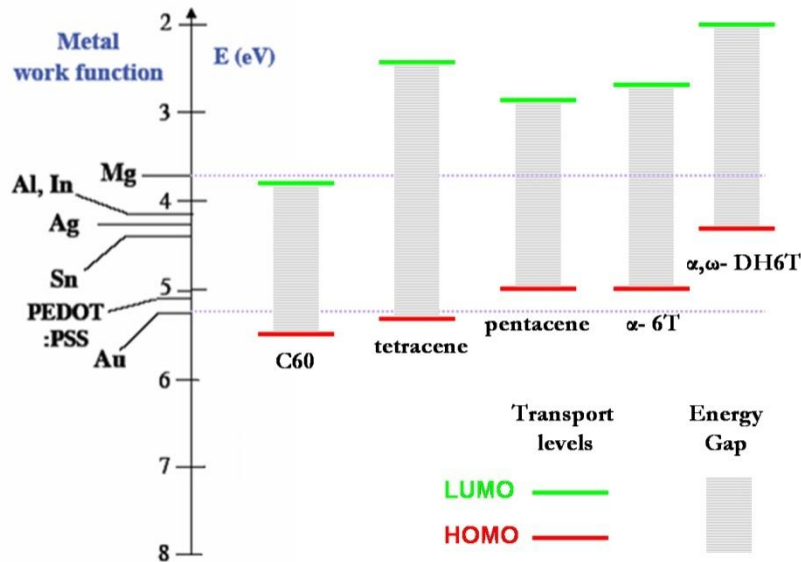 Metal
work function
E (eV)
2
3
4
5
6
7
8
Mg
Al, In
Ag
Sn
PEDOT
:PSS
Au
C60
tetracene
pentacene
α- 6T
α,ω- DH6T
Transport
levels
Energy
Gap
LUMO
HOMO